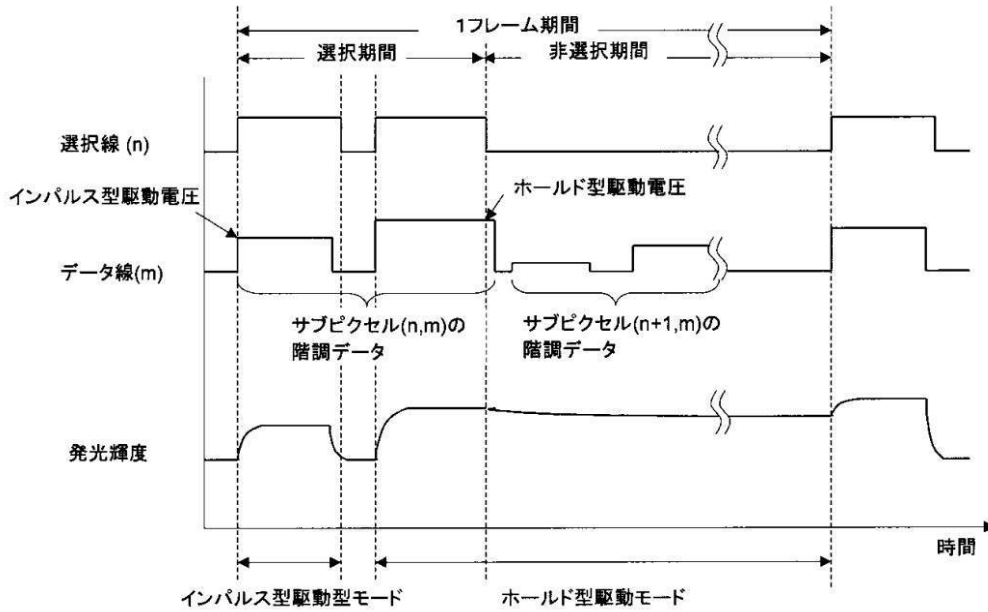 1フレーム期間
選択期間
非選択期間
選択線 (n)
インパルス型駆動電圧
ホールド型駆動電圧
データ線(m)
サブピクセル(n,m)の
階調データ
サブピクセル(n+1,m)の
階調データ
発光輝度
時間
インパルス型駆動型モード
ホールド型駆動モード